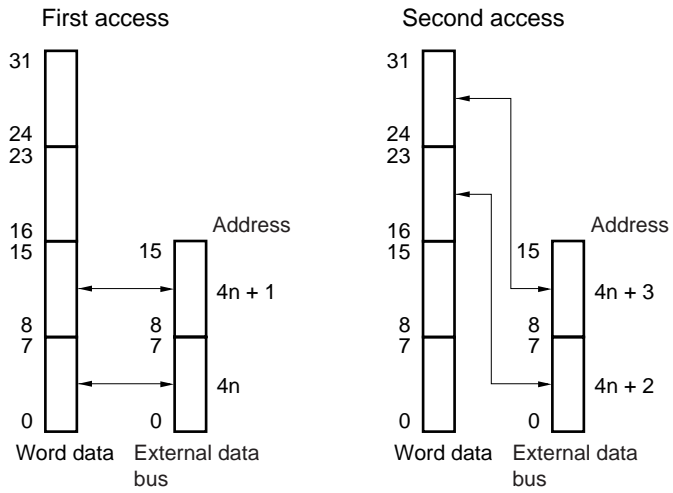 First access
31
24
23
16
15
8
7
0
Word data
Address
15
4n + 1
8
7
4n
0
External data
bus
Second access
31
24
23
16
15
8
7
0
Word data
Address
15
4n + 3
8
7
4n + 2
0
External data
bus